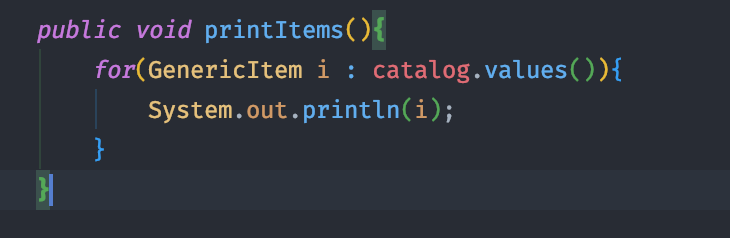 public void printItems(){
for(GenericItem i : catalog.values()){
System.out.println(i);
}
}